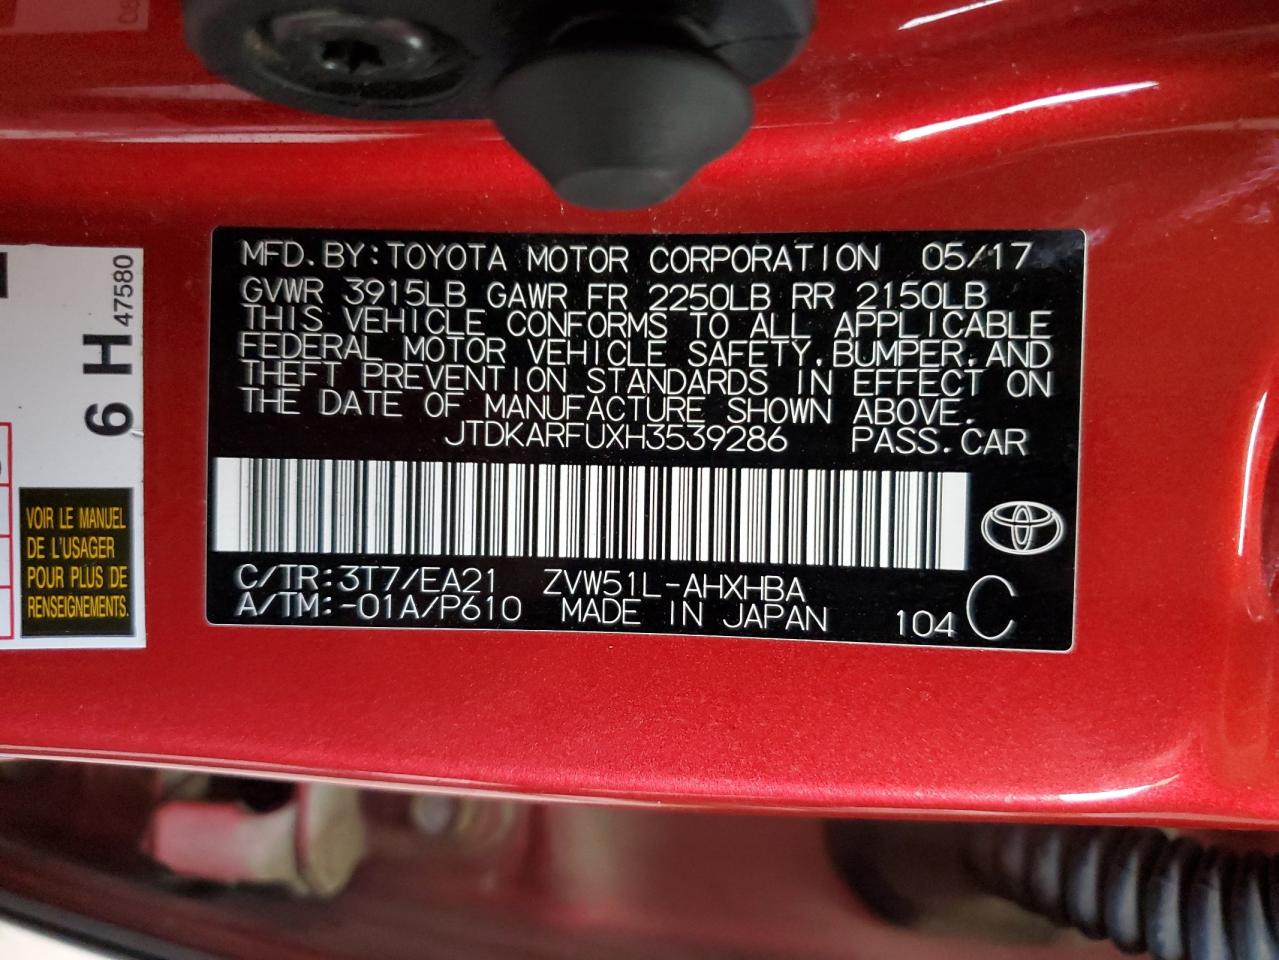 MFD.BY:TOYOTA MOTOR CORPORATION 05/17
GVWR 3915LB GAWR FR 2250LB RR 2150LB
THIS VEHICLE CONFORMS TO ALL APPLICABLE
FEDERAL MOTOR VEHICLE SAFETY,BUMPER,AND
THEFT PREVENTION STANDARDS IN EFFECT ON
THE DATE OF MANUFACTURE SHOWN ABOVE.
JTDKARFUXH3539286 PASS.CAR
C/TR:3T7/EA21 ZVW51L-AHXHBA
A/TM:-01A/P610 MADE IN JAPAN 104 C
6 H 47580
VOIR LE MANUEL
DE L'USAGER
POUR PLUS DE
RENSEIGNEMENTS.